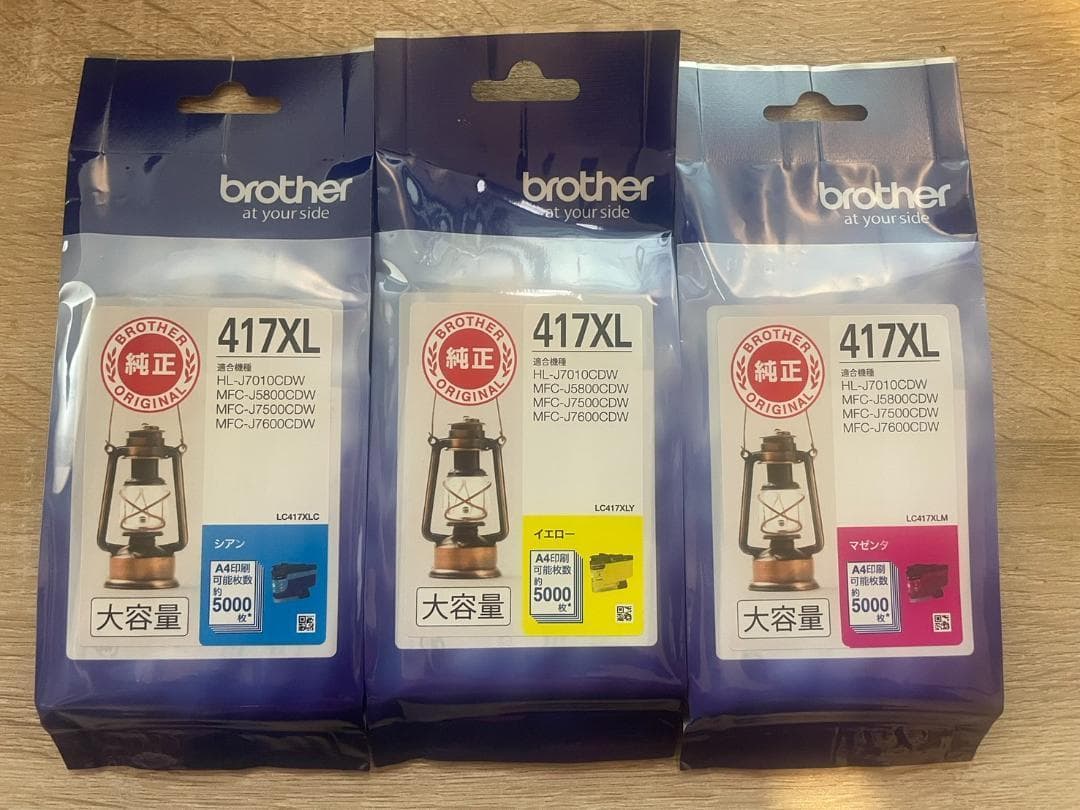 brother
at your side
BROTHER
純正
ORIGINAL
417XL
適合機種
HL-J7010CDW
MFC-J5800CDW
MFC-J7500CDW
MFC-J7600CDW
LC417XLC
シアン
A4印刷
可能枚数
約
5000
枚*
大容量
brother
at your side
BROTHER
純正
ORIGINAL
417XL
適合機種
HL-J7010CDW
MFC-J5800CDW
MFC-J7500CDW
MFC-J7600CDW
LC417XLY
イエロー
A4印刷
可能枚数
約
5000
枚*
大容量
brother
at your side
BROTHER
純正
ORIGINAL
417XL
適合機種
HL-J7010CDW
MFC-J5800CDW
MFC-J7500CDW
MFC-J7600CDW
LC417XLM
マゼンタ
A4印刷
可能枚数
約
5000
枚*
大容量